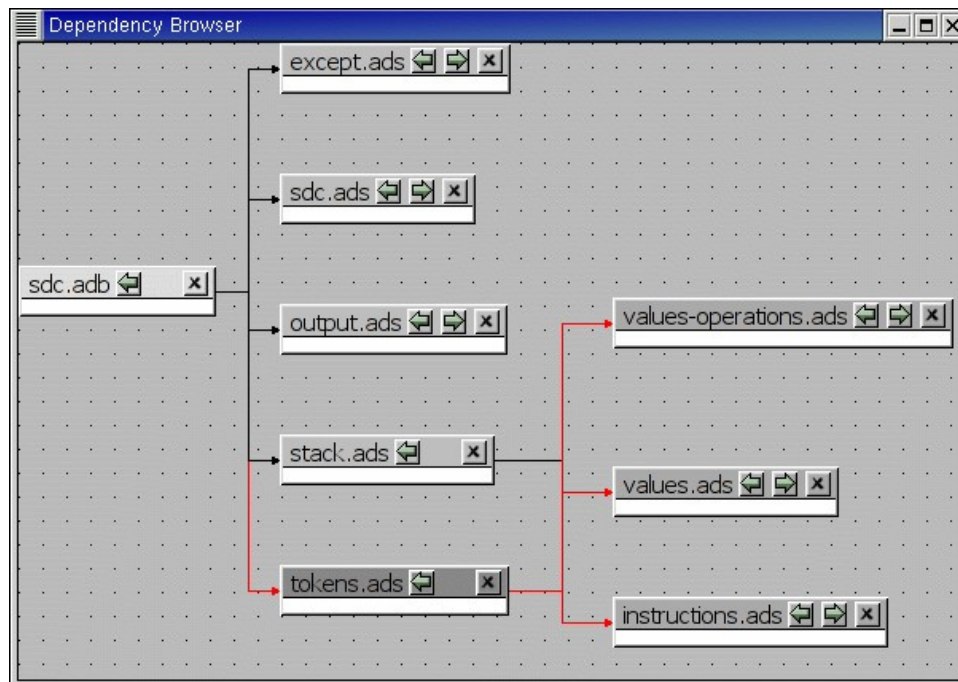 Dependency Browser
except.ads
sdc.ads
sdc.adb
output.ads
values-operations.ads
stack.ads
values.ads
tokens.ads
instructions.ads